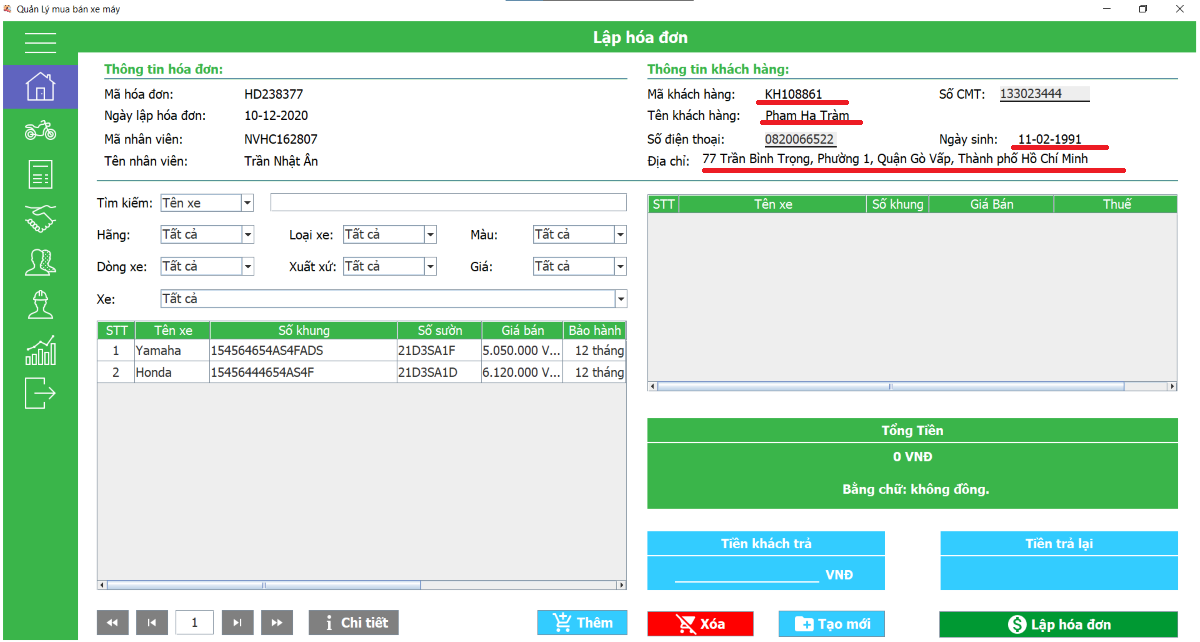 Quản Lý mua bán xe máy
Lập hóa đơn
Thông tin hóa đơn:
Mã hóa đơn: HD238377
Ngày lập hóa đơn: 10-12-2020
Mã nhân viên: NVHC162807
Tên nhân viên: Trần Nhật Ân
Thông tin khách hàng:
Mã khách hàng: KH108861 Số CMT: 133023444
Tên khách hàng: Phạm Hạ Tràm
Số điện thoại: 0820066522 Ngày sinh: 11-02-1991
Địa chỉ: 77 Trần Bình Trọng, Phường 1, Quận Gò Vấp, Thành phố Hồ Chí Minh
Tìm kiếm: Tên xe
Hãng: Tất cả Loại xe: Tất cả Màu: Tất cả
Dòng xe: Tất cả Xuất xứ: Tất cả Giá: Tất cả
Xe: Tất cả
STT Tên xe Số khung Số sườn Giá bán Bảo hành
1 Yamaha 154564654AS4FADS 21D3SA1F 5.050.000 V... 12 tháng
2 Honda 15456444654AS4F 21D3SA1D 6.120.000 V... 12 tháng
1
Chi tiết
Thêm
STT Tên xe Số khung Giá Bán Thuế
Tổng Tiền
0 VNĐ
Bằng chữ: không đồng.
Tiền khách trả
VNĐ
Tiền trả lại
Xóa
Tạo mới
Lập hóa đơn